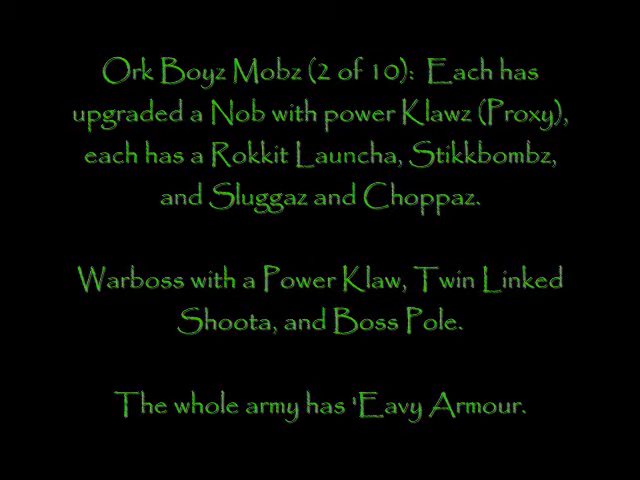 Ork Boyz Mobz (2 of 10):  Each has
upgraded a Nob with power Klawz (Proxy),
each has a Rokkit Launcha, Stikkbombz,
and Sluggaz and Choppaz.
Warboss with a Power Klaw, Twin Linked
Shoota, and Boss Pole.
The whole army has 'Eavy Armour.